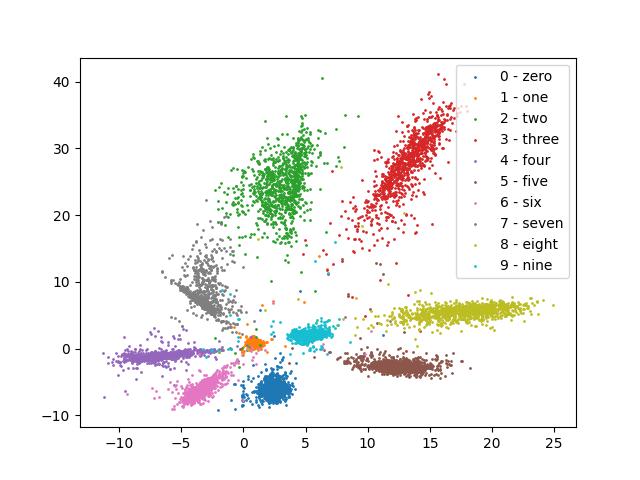 40
30
20
10
0
−10
−10
−5
0
5
10
15
20
25
0 - zero
1 - one
2 - two
3 - three
4 - four
5 - five
6 - six
7 - seven
8 - eight
9 - nine